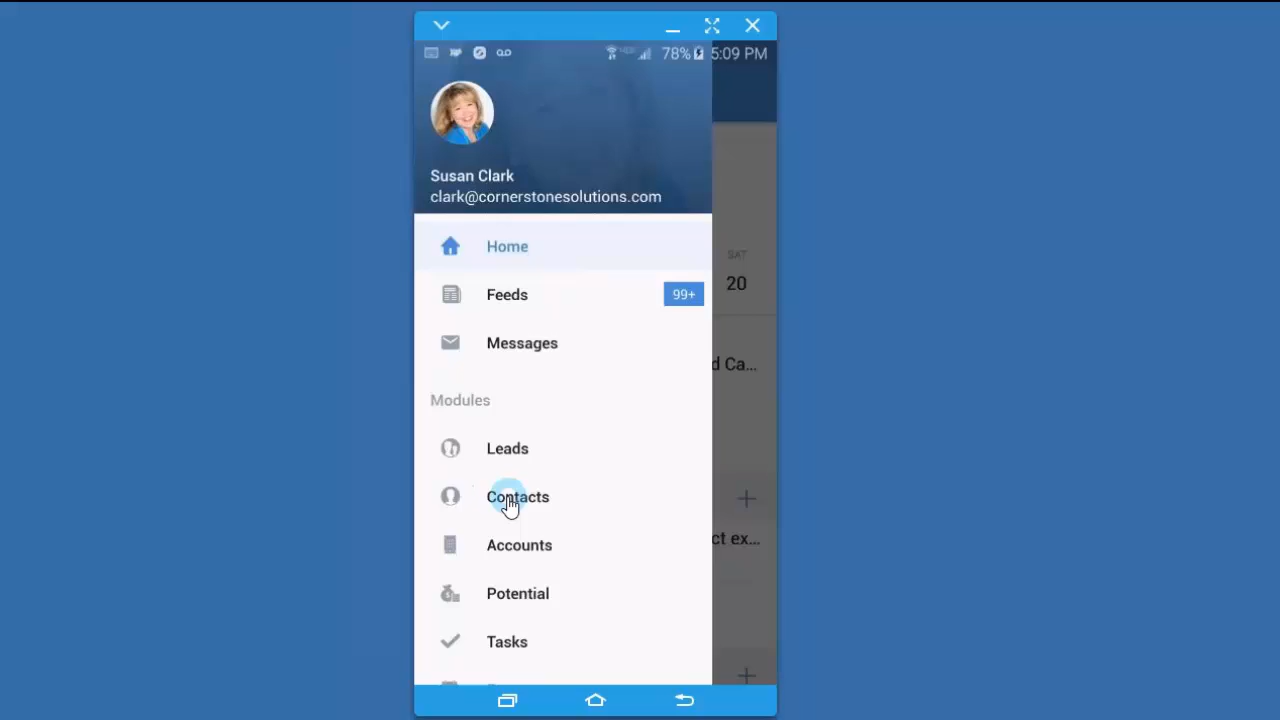 78% 5:09 PM
Susan Clark
clark@cornerstonesolutions.com
Home
Feeds 99+
Messages
SAT
20
d Ca...
Modules
Leads
Contacts
Accounts
ct ex...
Potential
Tasks